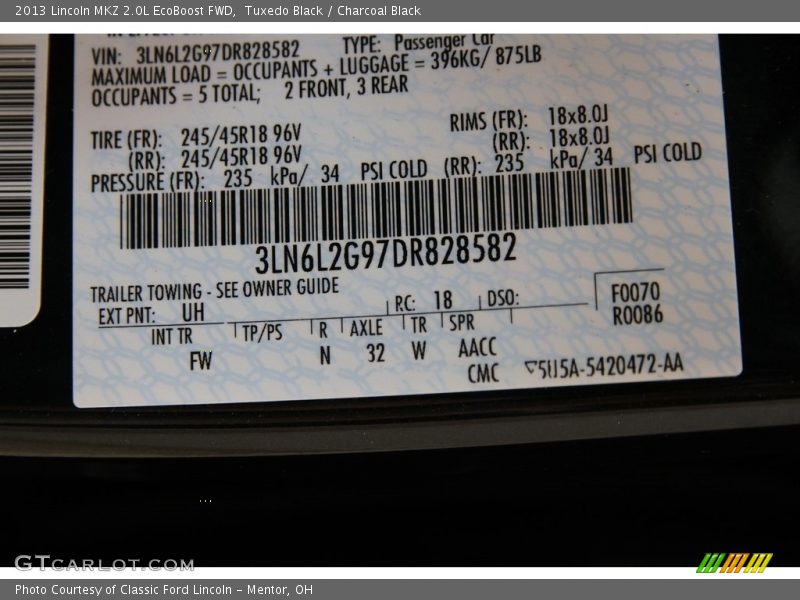 2013 Lincoln MKZ 2.0L EcoBoost FWD,  Tuxedo Black / Charcoal Black
VIN: 3LN6L2G97DR828582 TYPE: Passenger Car
MAXIMUM LOAD = OCCUPANTS + LUGGAGE = 396KG/ 875LB
OCCUPANTS = 5 TOTAL; 2 FRONT, 3 REAR
TIRE (FR): 245/45R18 96V RIMS (FR): 18x8.0J
(RR): 245/45R18 96V (RR): 18x8.0J
PRESSURE (FR): 235 kPa/ 34 PSI COLD (RR): 235 kPa/ 34 PSI COLD
3LN6L2G97DR828582
TRAILER TOWING - SEE OWNER GUIDE
EXT PNT: UH RC: 18 DSO: F0070
R0086
INT TR TP/PS R AXLE TR SPR
FW N 32 W AACC
CMC 5U5A-5420472-AA
GTcarlot.com
Photo Courtesy of Classic Ford Lincoln – Mentor, OH